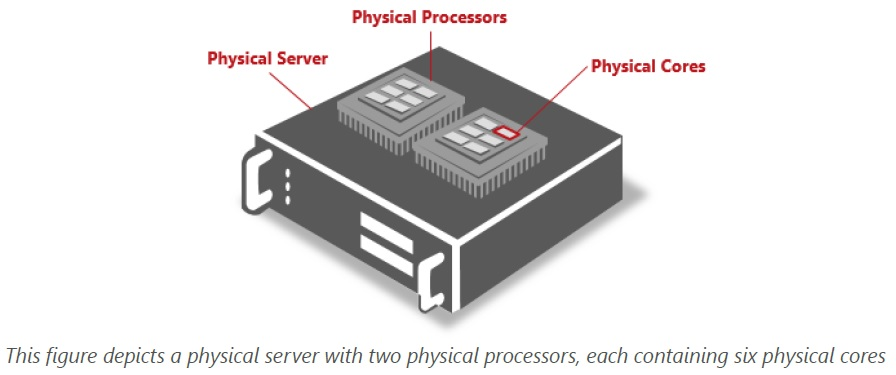 Physical Processors
Physical Server
Physical Cores
This figure depicts a physical server with two physical processors, each containing six physical cores